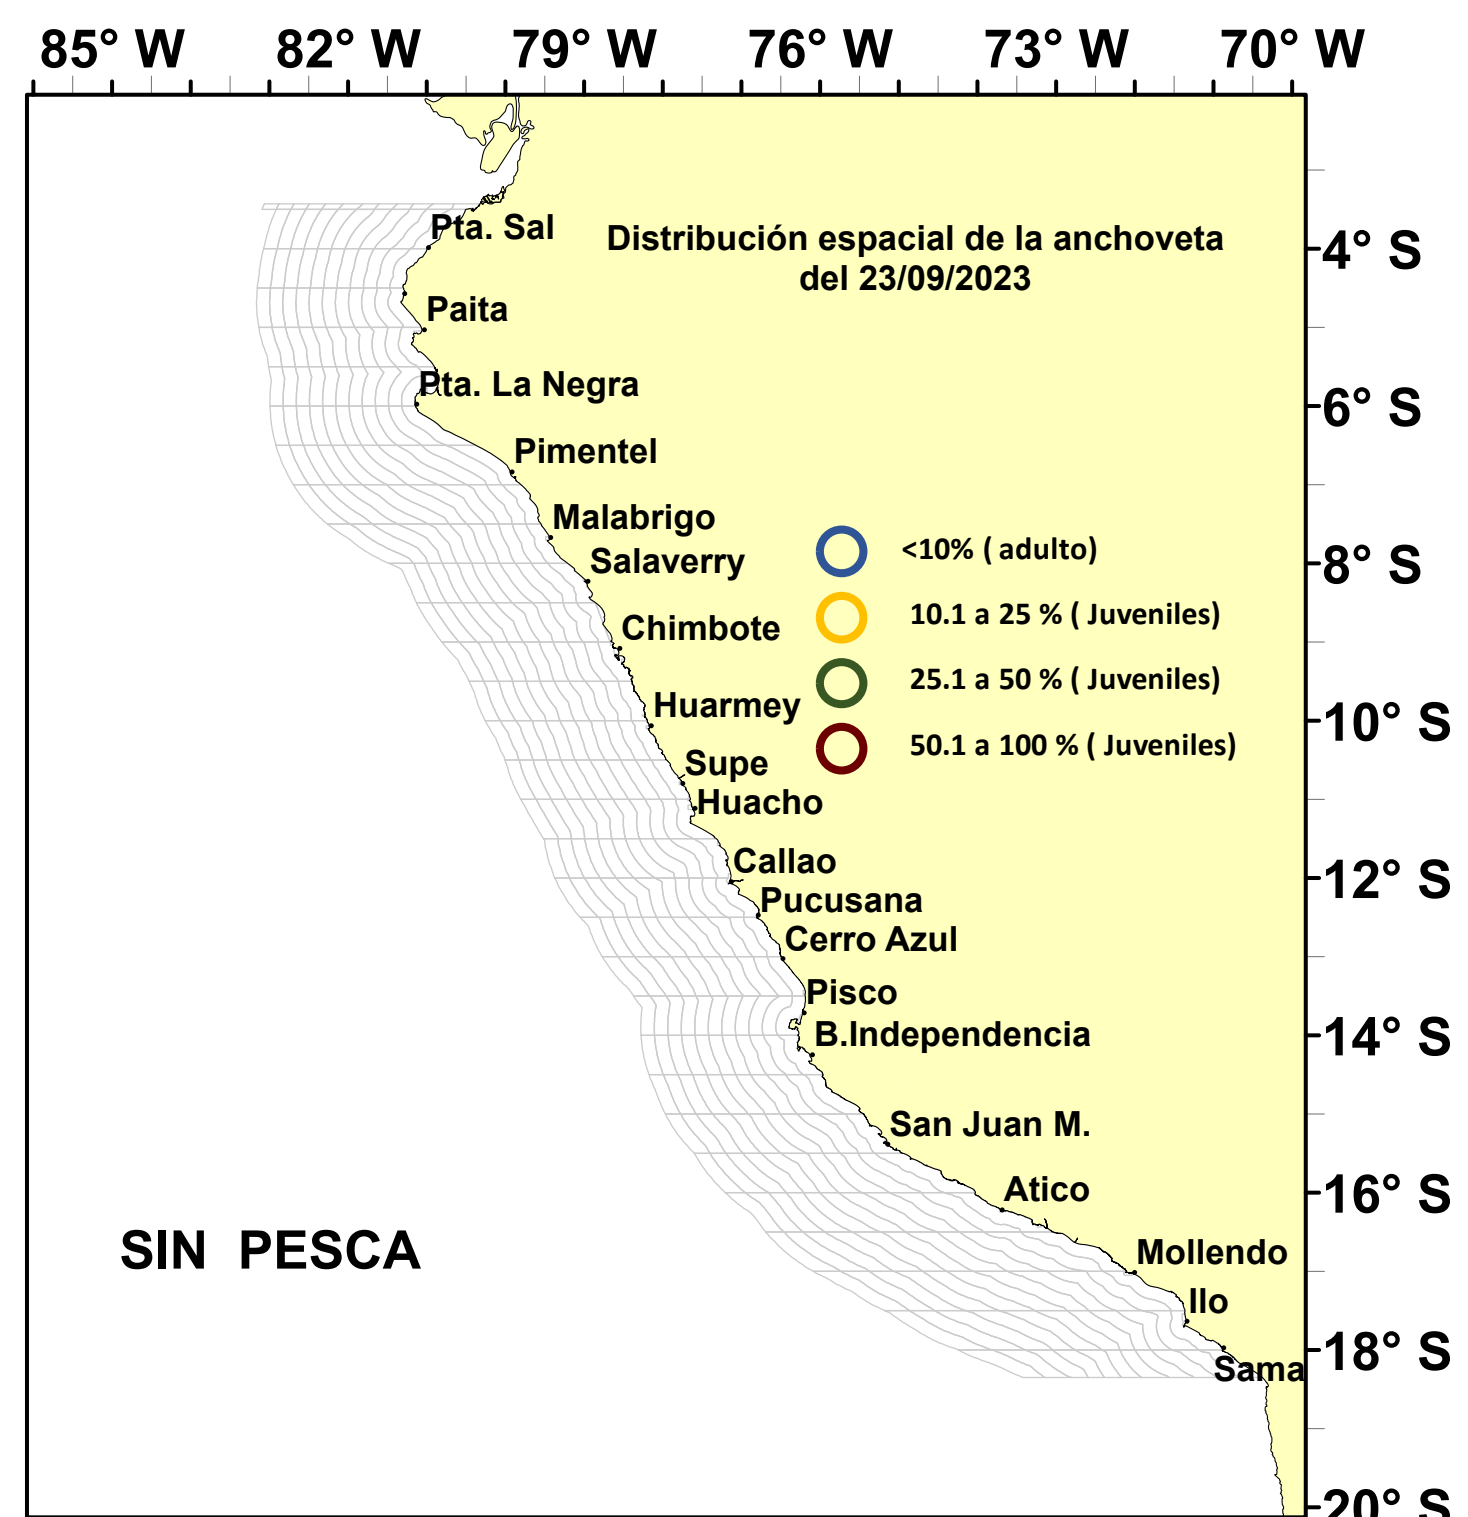 85° W 82° W 79° W 76° W 73° W 70° W
Pta. Sal
Distribución espacial de la anchoveta
del 23/09/2023
4° S
Paita
Pta. La Negra
6° S
Pimentel
Malabrigo
Salaverry
<10% ( adulto)
8° S
Chimbote
10.1 a 25 % ( Juveniles)
25.1 a 50 % ( Juveniles)
Huarmey
10° S
50.1 a 100 % ( Juveniles)
Supe
Huacho
Callao
12° S
Pucusana
Cerro Azul
Pisco
B.Independencia
14° S
San Juan M.
Atico
16° S
SIN PESCA
Mollendo
Ilo
18° S
Sama
20° S